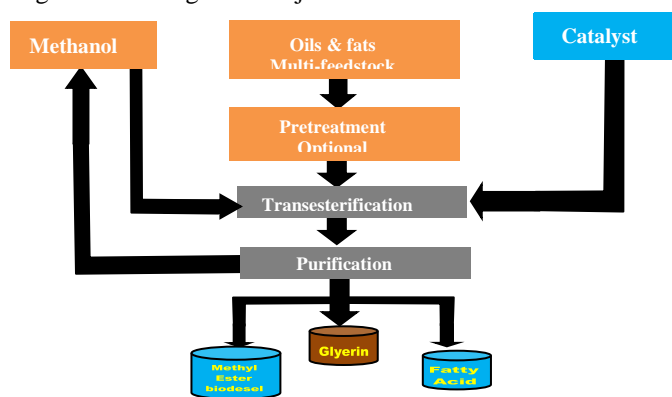 Methanol
Oils & fats
Multi-feedstock
Catalyst
Pretreatment
Optional
Transesterification
Purification
Glyerin
Methyl
Ester
biodesel
Fatty
Acid